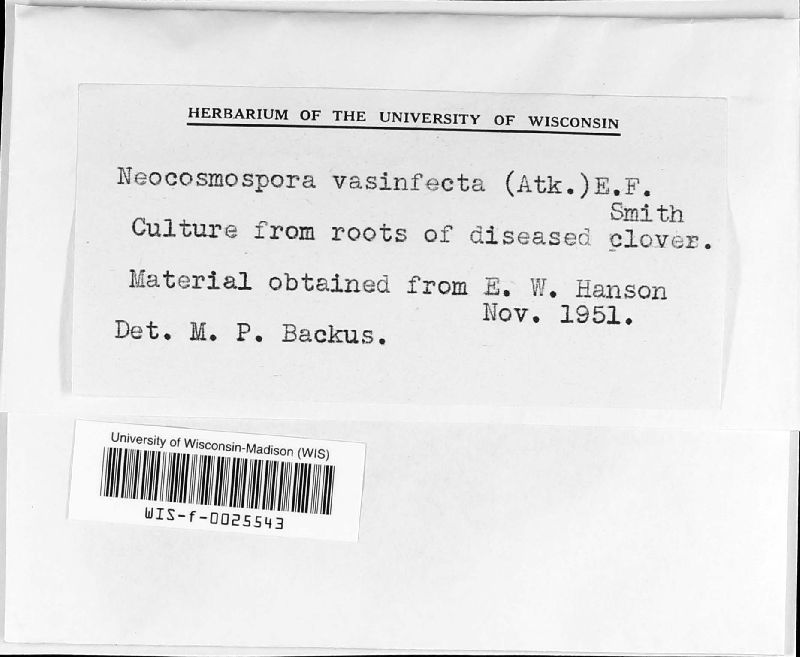 HERBARIUM OF THE UNIVERSITY OF WISCONSIN
Neocosmospora vasinfecta (Atk.)E.F.
Smith
Culture from roots of diseased clover.
Material obtained from E. W. Hanson
Nov. 1951.
Det. M. P. Backus.
University of Wisconsin-Madison (WIS)
WIS-f-0025543